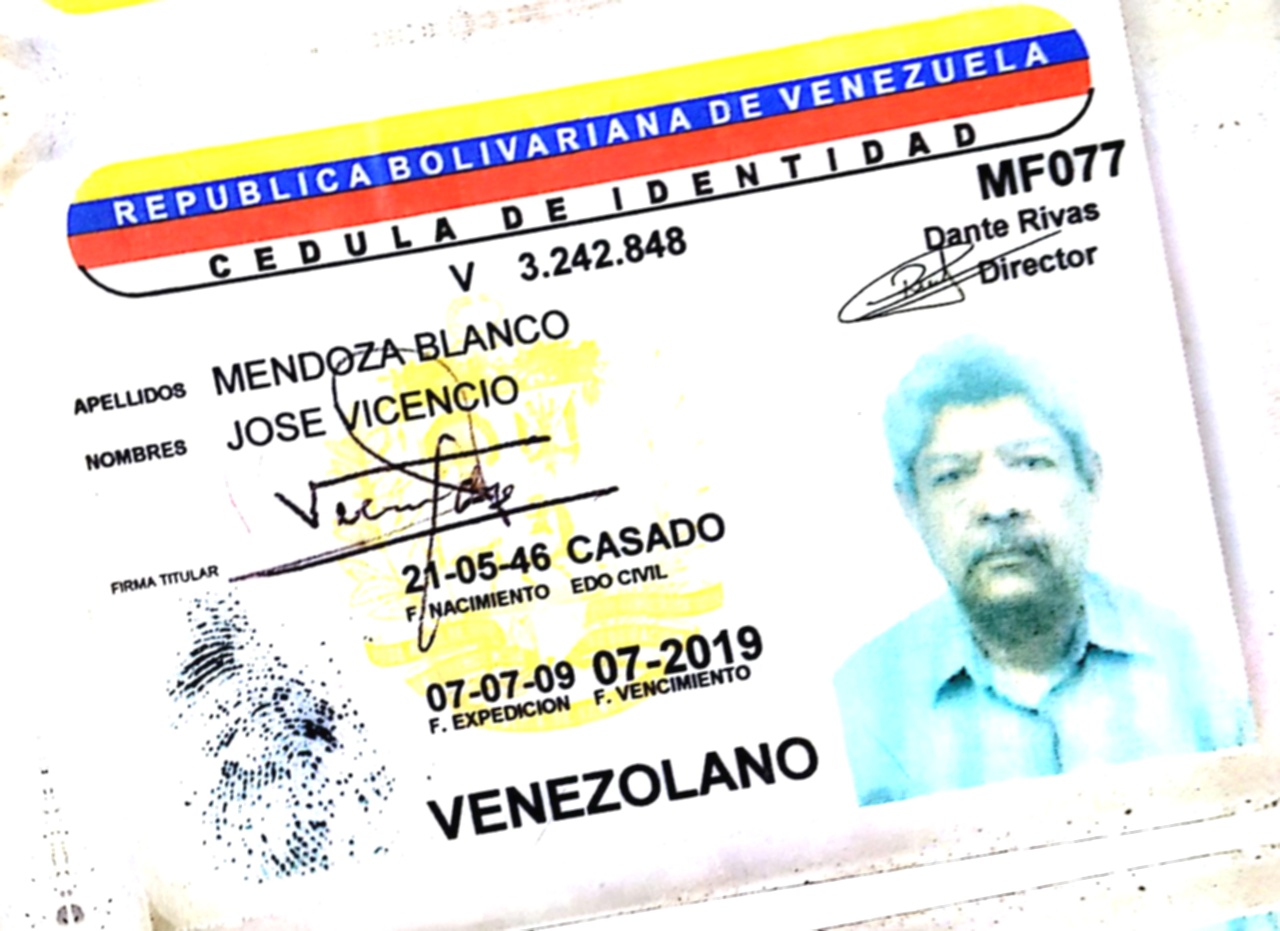 REPUBLICA BOLIVARIANA DE VENEZUELA
CEDULA DE IDENTIDAD
MF077
V 3.242.848
Dante Rivas
Director
APELLIDOS MENDOZA BLANCO
NOMBRES JOSE VICENCIO
FIRMA TITULAR
21-05-46 CASADO
F. NACIMIENTO EDO CIVIL
07-07-09 07-2019
F. EXPEDICION F. VENCIMIENTO
VENEZOLANO